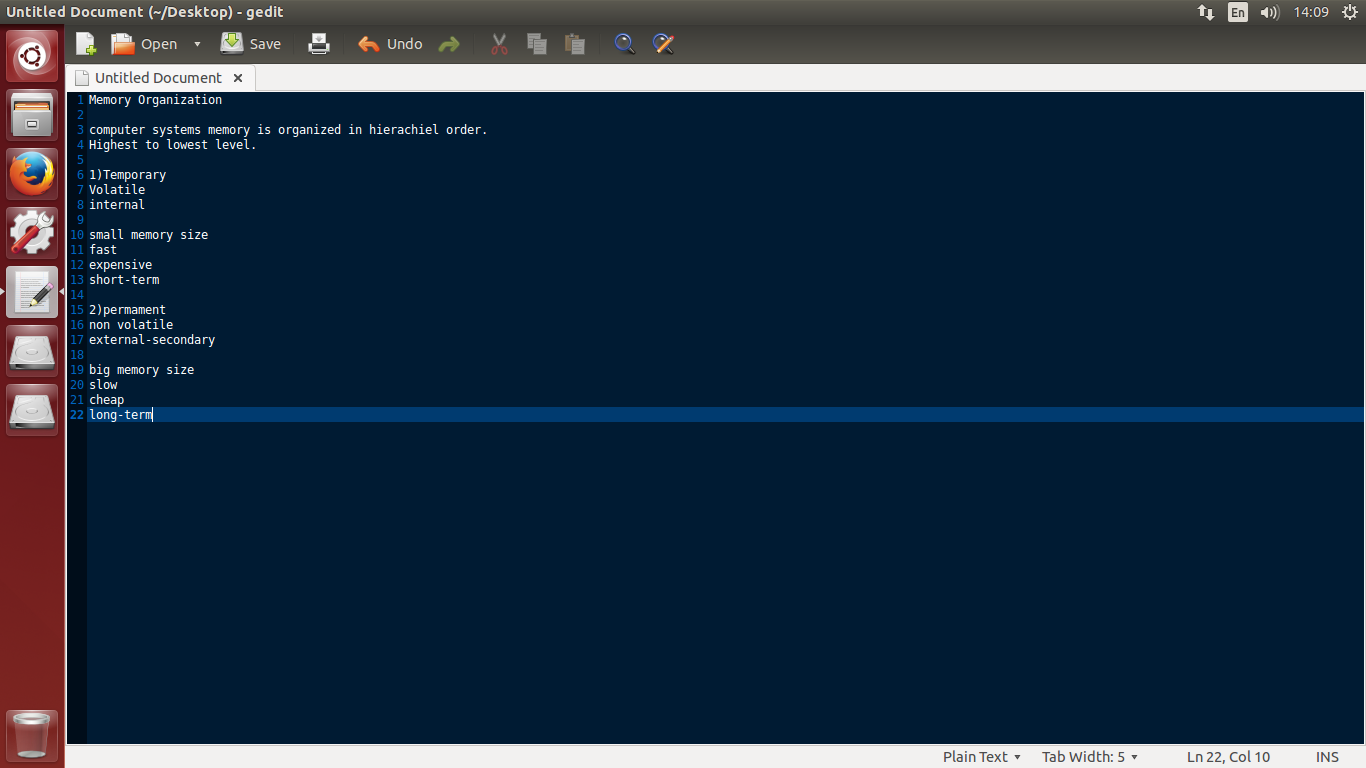 Untitled Document (~/Desktop) - gedit
En
14:09
Open
Save
Undo
Untitled Document
1 Memory Organization
2
3 computer systems memory is organized in hierachiel order.
4 Highest to lowest level.
5
6 1)Temporary
7 Volatile
8 internal
9
10 small memory size
11 fast
12 expensive
13 short-term
14
15 2)permament
16 non volatile
17 external-secondary
18
19 big memory size
20 slow
21 cheap
22 long-term
Plain Text
Tab Width: 5
Ln 22, Col 10
INS